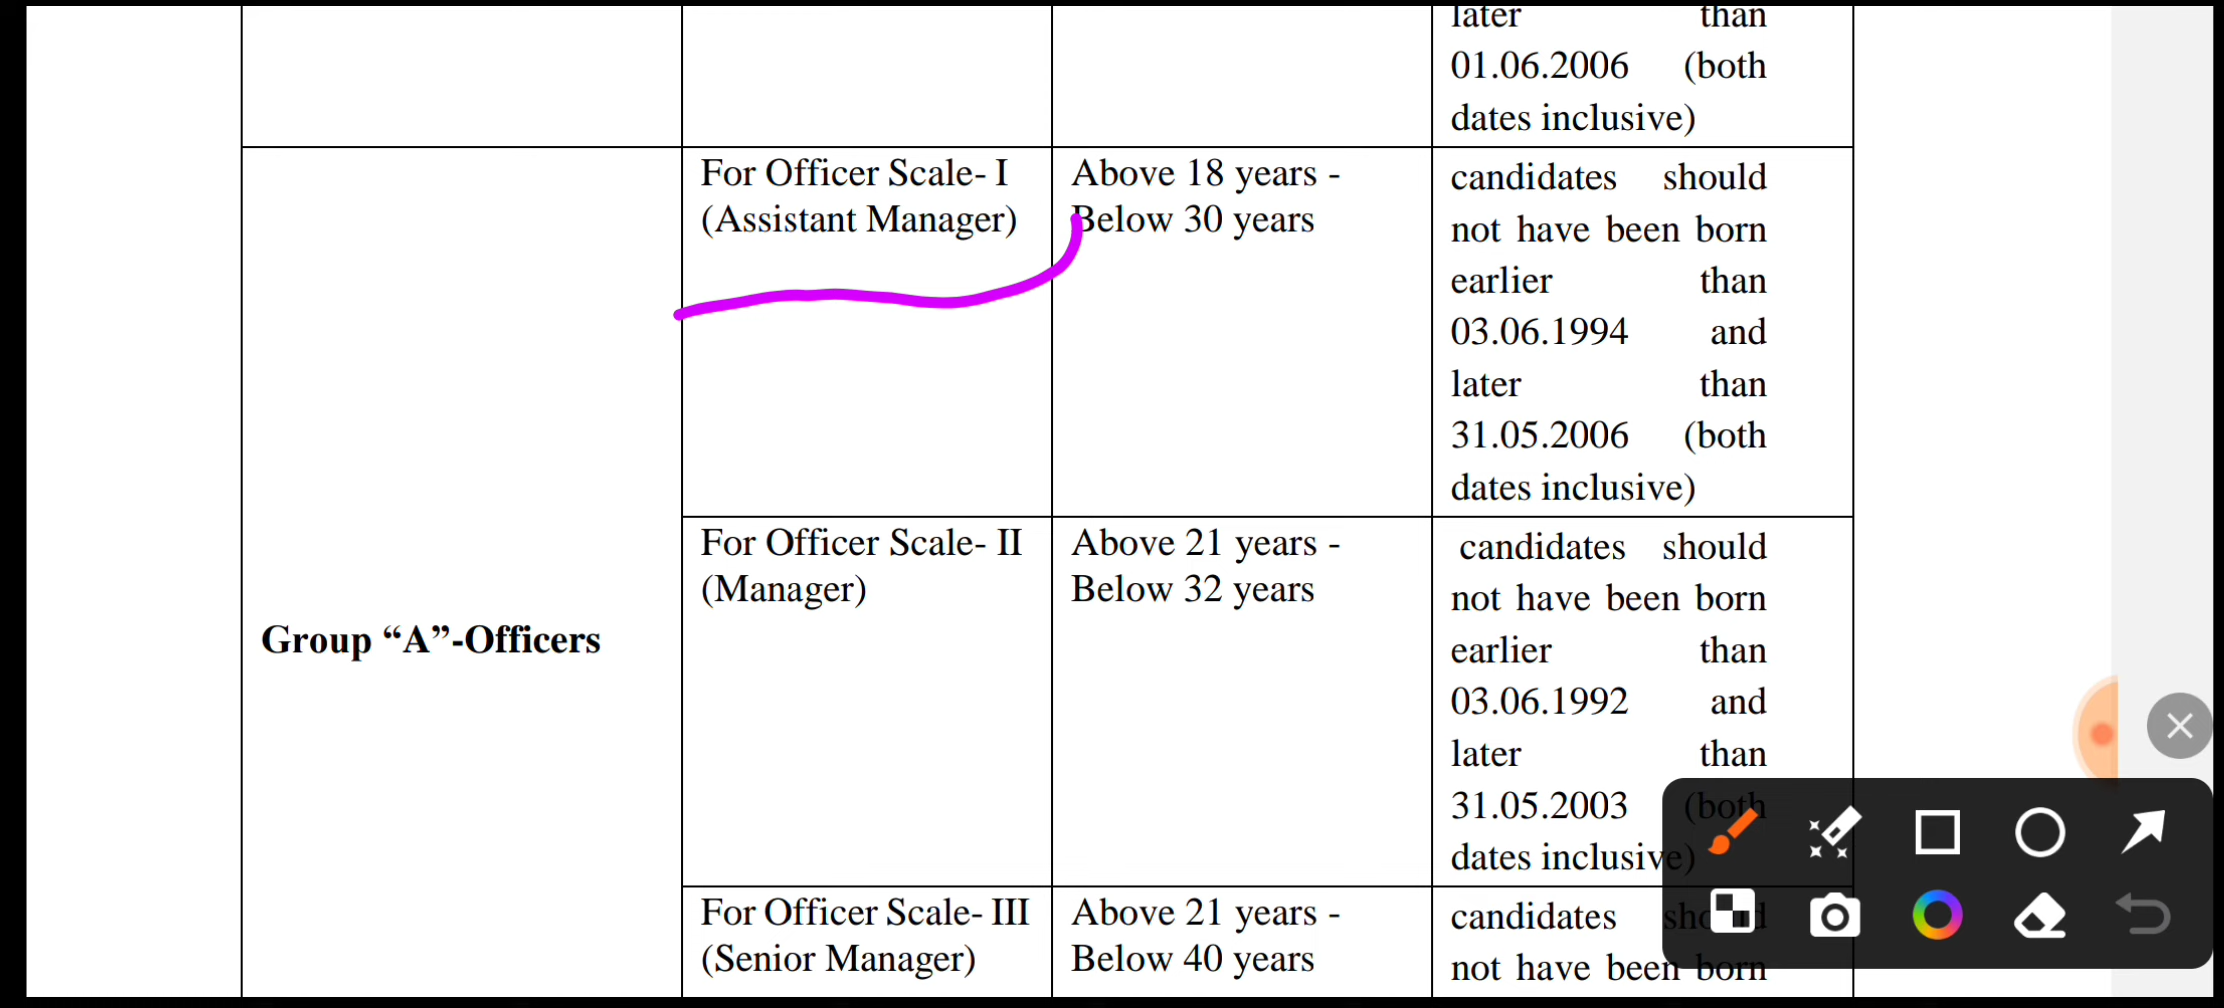 later than
01.06.2006 (both
dates inclusive)
For Officer Scale- I
(Assistant Manager)
Above 18 years -
Below 30 years
candidates should
not have been born
earlier than
03.06.1994 and
later than
31.05.2006 (both
dates inclusive)
Group “A”-Officers
For Officer Scale- II
(Manager)
Above 21 years -
Below 32 years
candidates should
not have been born
earlier than
03.06.1992 and
later than
31.05.2003 (both
dates inclusive)
For Officer Scale- III
(Senior Manager)
Above 21 years -
Below 40 years
candidates should
not have been born